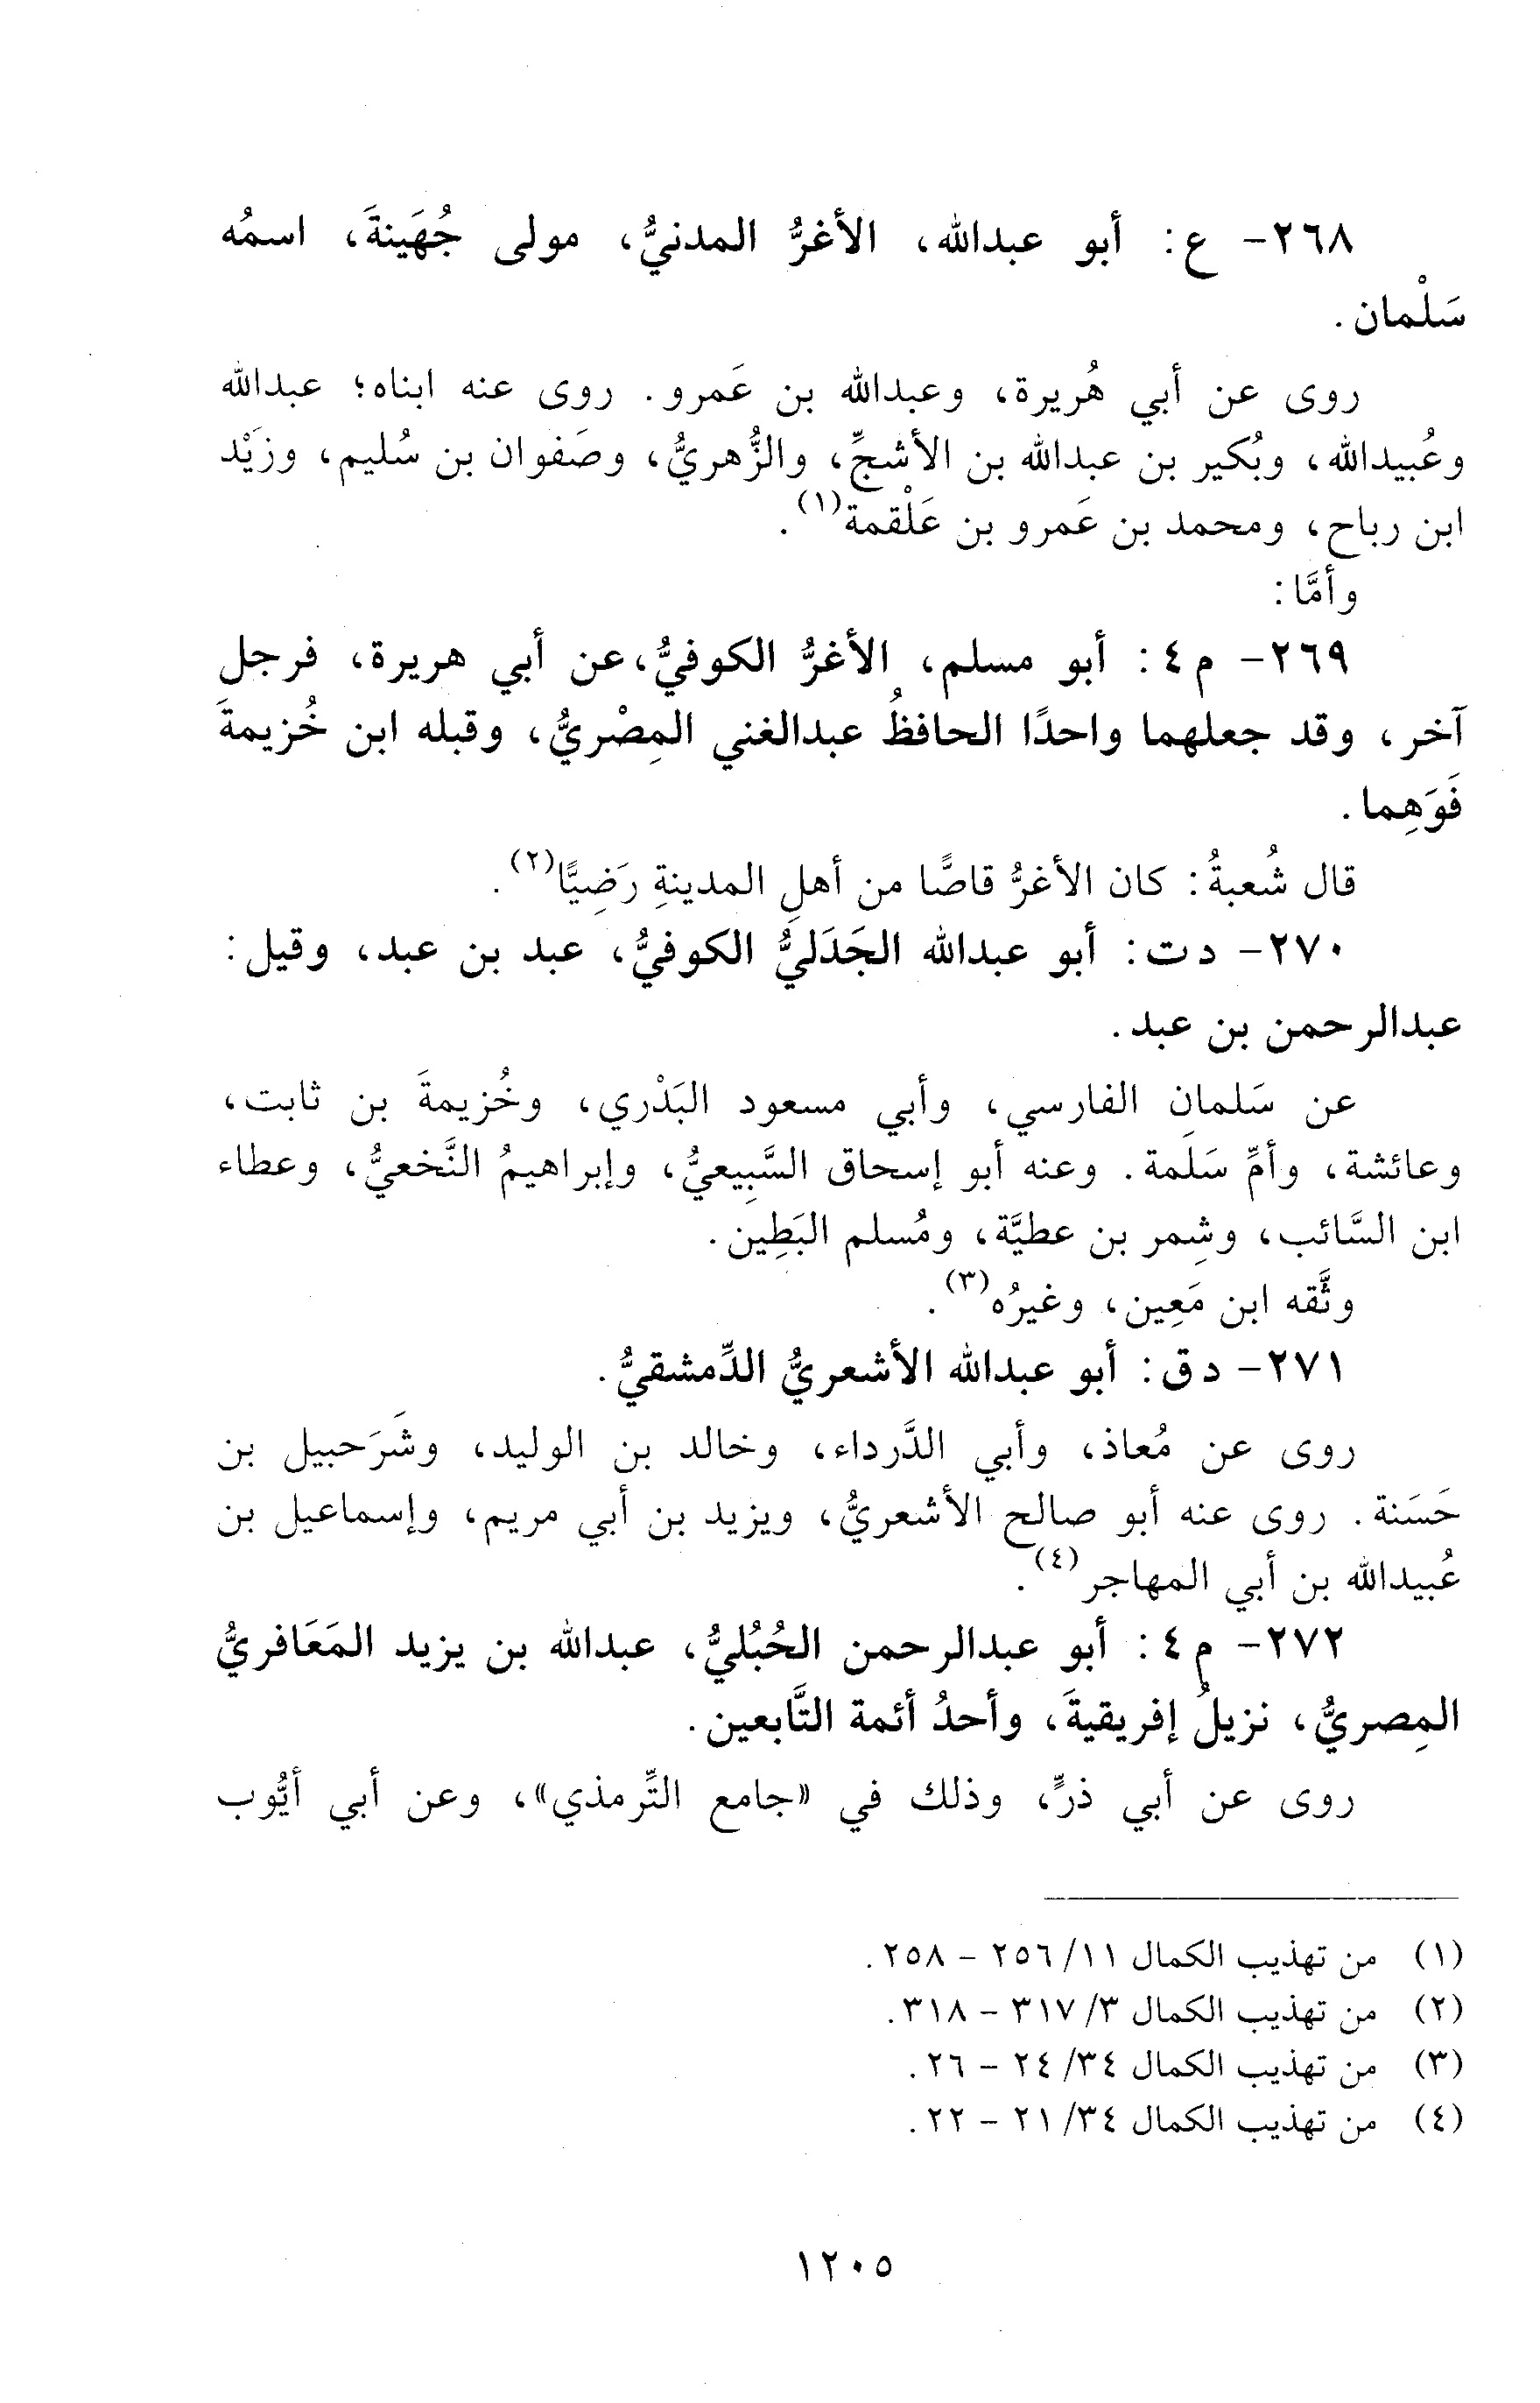 ٢٦٨- ع: أبو عبدالله، الأغرُّ المدنيُّ، مولى جُهَينةَ، اسمُه
سَلْمان.
روى عن أبي هُريرة، وعبدالله بن عَمرو. روى عنه ابناه؛ عبدالله
وعُبيدالله، وبُكير بن عبدالله بن الأشجِّ، والزُّهريُّ، وصَفوان بن سُليم، وزَيْد
ابن رباح، ومحمد بن عَمرو بن عَلْقمة(١).
وأمَّا:
٢٦٩- م٤: أبو مسلم، الأغرُّ الكوفيُّ،عن أبي هريرة، فرجل
آخر، وقد جعلهما واحدًا الحافظُ عبدالغني المِصْريُّ، وقبله ابن خُزيمةَ
فَوَهِما.
قال شُعبةُ: كان الأغرُّ قاصًّا من أهلِ المدينةِ رَضِيًّا(٢).
٢٧٠- د ت: أبو عبدالله الجَدَليُّ الكوفيُّ، عبد بن عبد، وقيل:
عبدالرحمن بن عبد.
عن سَلمان الفارسي، وأبي مسعود البَدْري، وخُزيمةَ بن ثابت،
وعائشة، وأمِّ سَلَمة. وعنه أبو إسحاق السَّبِيعيُّ، وإبراهيمُ النَّخعيُّ، وعطاء
ابن السَّائب، وشِمر بن عطيَّة، ومُسلم البَطِين.
وثَّقه ابن مَعِين، وغيرُه(٣).
٢٧١- د ق: أبو عبدالله الأشعريُّ الدِّمشقيُّ.
روى عن مُعاذ، وأبي الدَّرداء، وخالد بن الوليد، وشَرَحبيل بن
حَسَنة. روى عنه أبو صالح الأشعريُّ، ويزيد بن أبي مريم، وإسماعيل بن
عُبيدالله بن أبي المهاجر(٤).
٢٧٢- م٤: أبو عبدالرحمن الحُبُليُّ، عبدالله بن يزيد المَعَافريُّ
المِصريُّ، نزيلُ إفريقيةَ، وأحدُ أئمة التَّابعين.
روى عن أبي ذرٍّ، وذلك في «جامع التِّرمذي»، وعن أبي أيُّوب
(١) من تهذيب الكمال ١١/ ٢٥٦ – ٢٥٨.
(٢) من تهذيب الكمال ٣/ ٣١٧ – ٣١٨.
(٣) من تهذيب الكمال ٣٤/ ٢٤ – ٢٦.
(٤) من تهذيب الكمال ٣٤/ ٢١ – ٢٢.
١٢٠٥